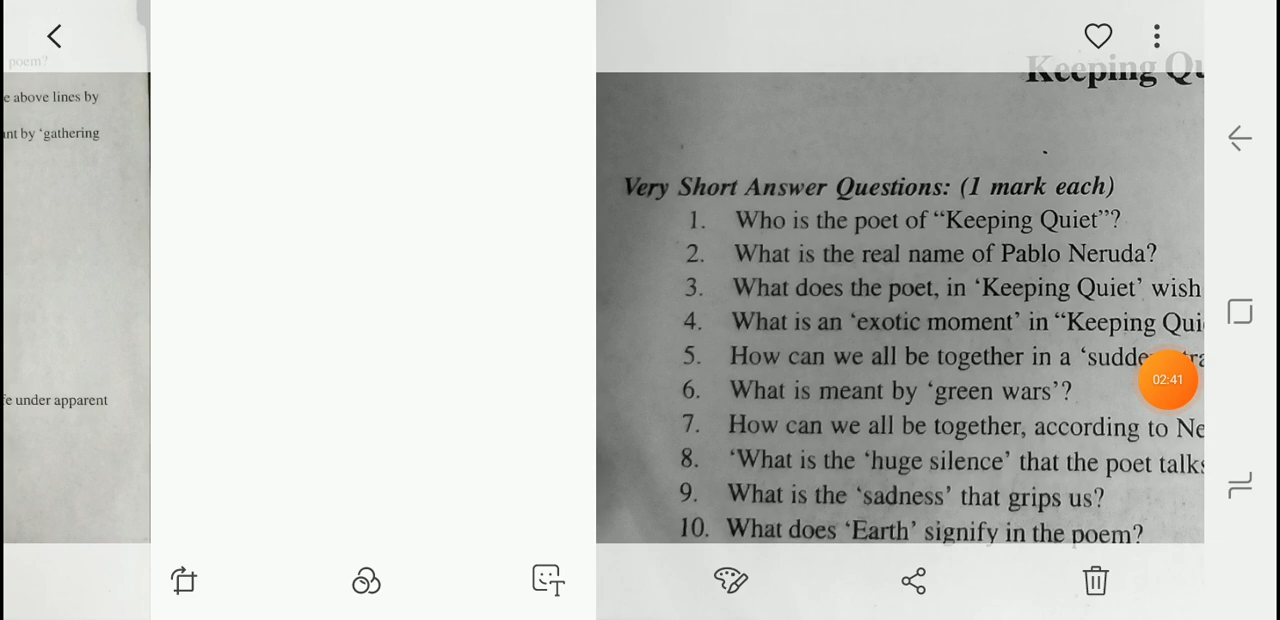 poem?
e above lines by
ant by ‘gathering
fe under apparent
Keeping Qu
Very Short Answer Questions: (1 mark each)
1. Who is the poet of “Keeping Quiet”?
2. What is the real name of Pablo Neruda?
3. What does the poet, in ‘Keeping Quiet’ wish
4. What is an ‘exotic moment’ in “Keeping Qui
5. How can we all be together in a ‘sudde
6. What is meant by ‘green wars’?
02:41
7. How can we all be together, according to Ne
8. ‘What is the ‘huge silence’ that the poet talks
9. What is the ‘sadness’ that grips us?
10. What does ‘Earth’ signify in the poem?
T